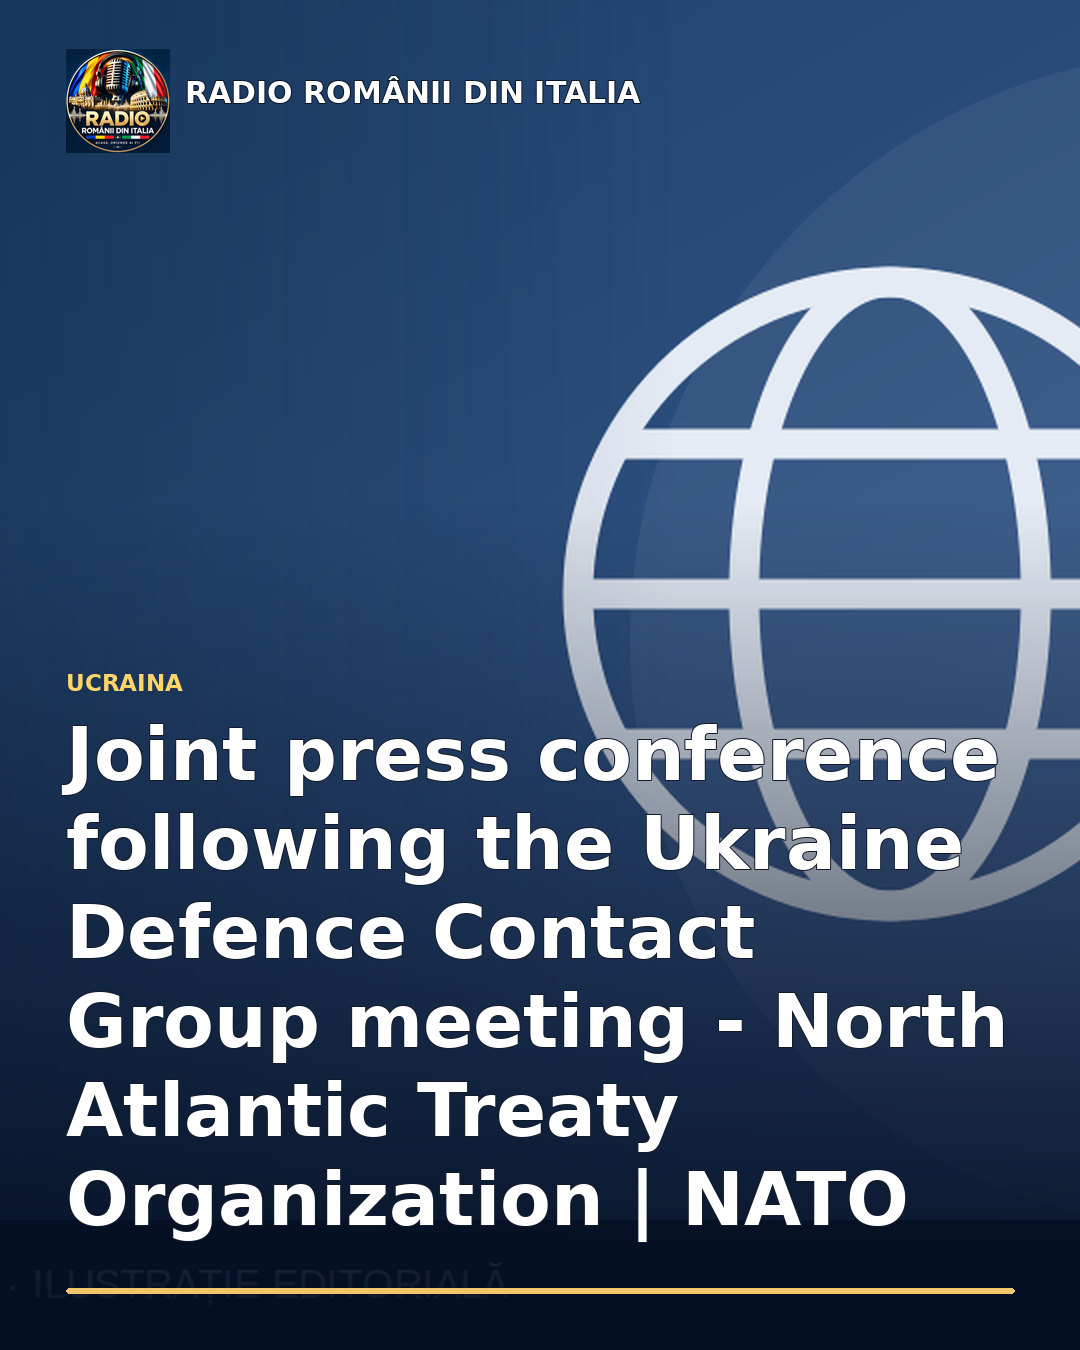 RADIO
ROMÂNII DIN ITALIA
RADIO ROMÂNII DIN ITALIA
UCRAINA
Joint press conference
following the Ukraine
Defence Contact
Group meeting - North
Atlantic Treaty
Organization | NATO
· ILUSTRAȚIE EDITORIALĂ